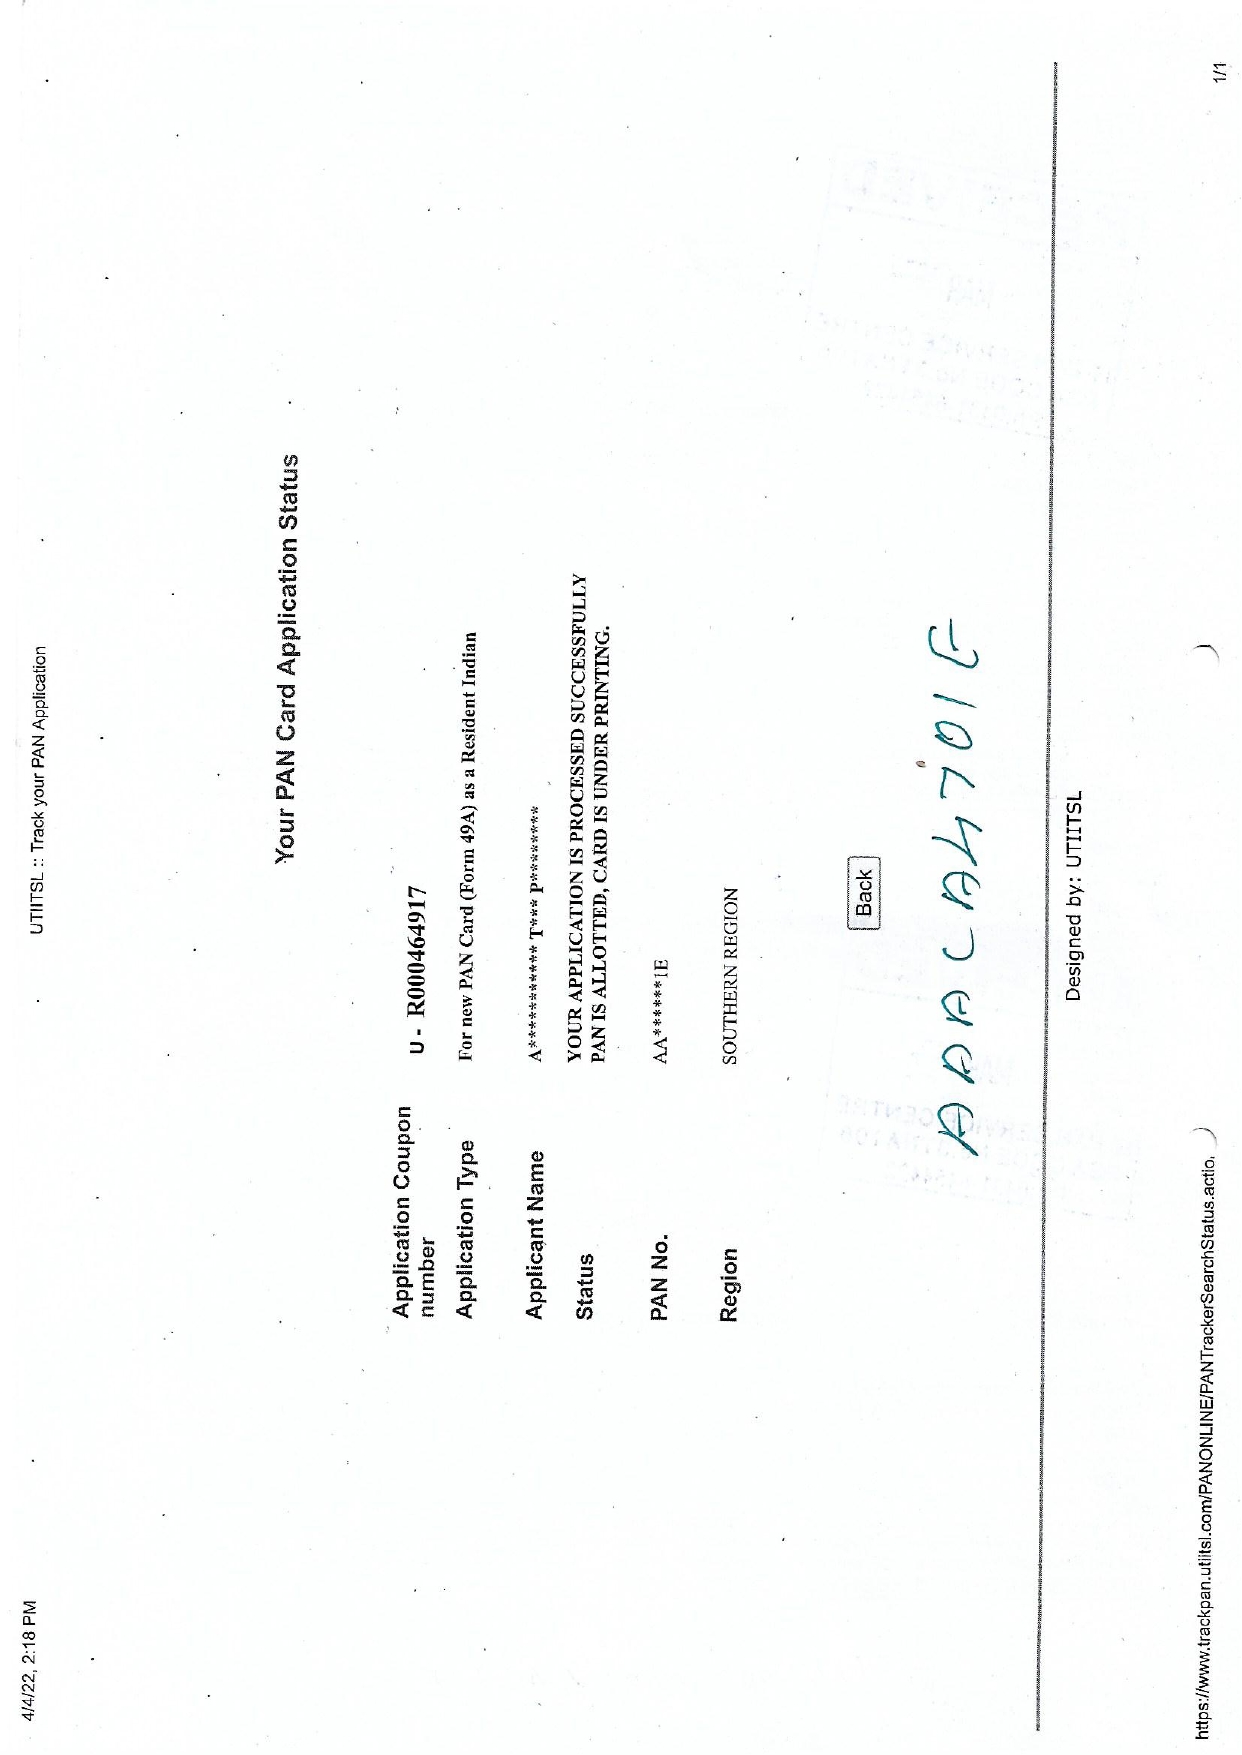 4/4/22, 2:18 PM
UTIITSL :: Track your PAN Application
Your PAN Card Application Status
Application Coupon number
U - R000464917
Application Type
For new PAN Card (Form 49A) as a Resident Indian
Applicant Name
A********** T*** P********
Status
YOUR APPLICATION IS PROCESSED SUCCESSFULLY
PAN IS ALLOTTED, CARD IS UNDER PRINTING.
PAN No.
AA******1E
Region
SOUTHERN REGION
Back
Designed by: UTIITSL
https://www.trackpan.utiitsl.com/PANONLINE/PANTrackerSearchStatus.actio
1/1